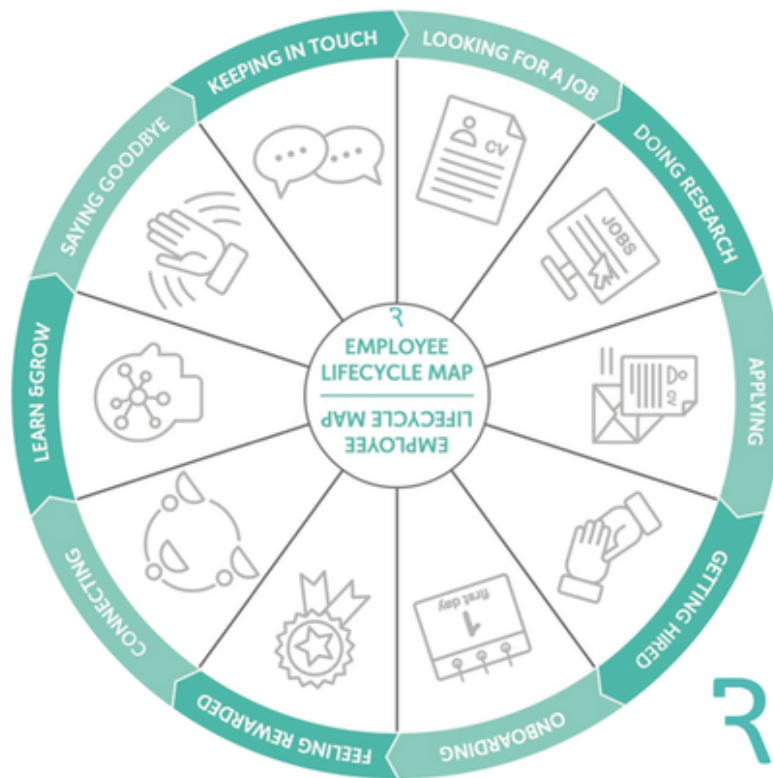 LOOKING FOR A JOB
DOING RESEARCH
APPLYING
GETTING HIRED
ONBOARDING
FEELING REWARDED
CONNECTING
LEARN &GROW
SAYING GOODBYE
KEEPING IN TOUCH
CV
JOBS
CV
first day
1
R
EMPLOYEE
LIFECYCLE MAP
EMPLOYEE
LIFECYCLE MAP
R